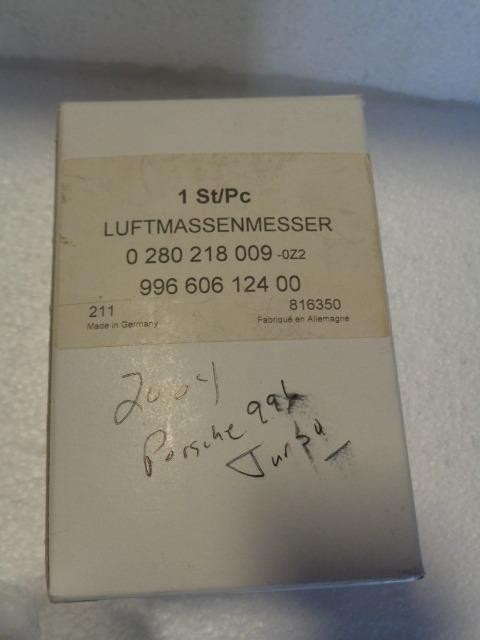 1 St/Pc
LUFTMASSENMESSER
0 280 218 009 -0Z2
996 606 124 00
211 816350
Made in Germany Fabriqué en Allemagne
2004
Porsche 996
Turbo